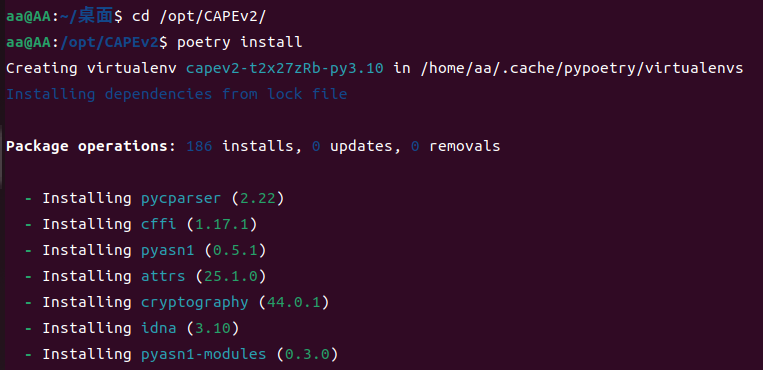 aa@AA:~/桌面$ cd /opt/CAPEv2/
aa@AA:/opt/CAPEv2$ poetry install
Creating virtualenv capev2-t2x27zRb-py3.10 in /home/aa/.cache/pypoetry/virtualenvs
Installing dependencies from lock file
Package operations: 186 installs, 0 updates, 0 removals
- Installing pycparser (2.22)
- Installing cffi (1.17.1)
- Installing pyasn1 (0.5.1)
- Installing attrs (25.1.0)
- Installing cryptography (44.0.1)
- Installing idna (3.10)
- Installing pyasn1-modules (0.3.0)